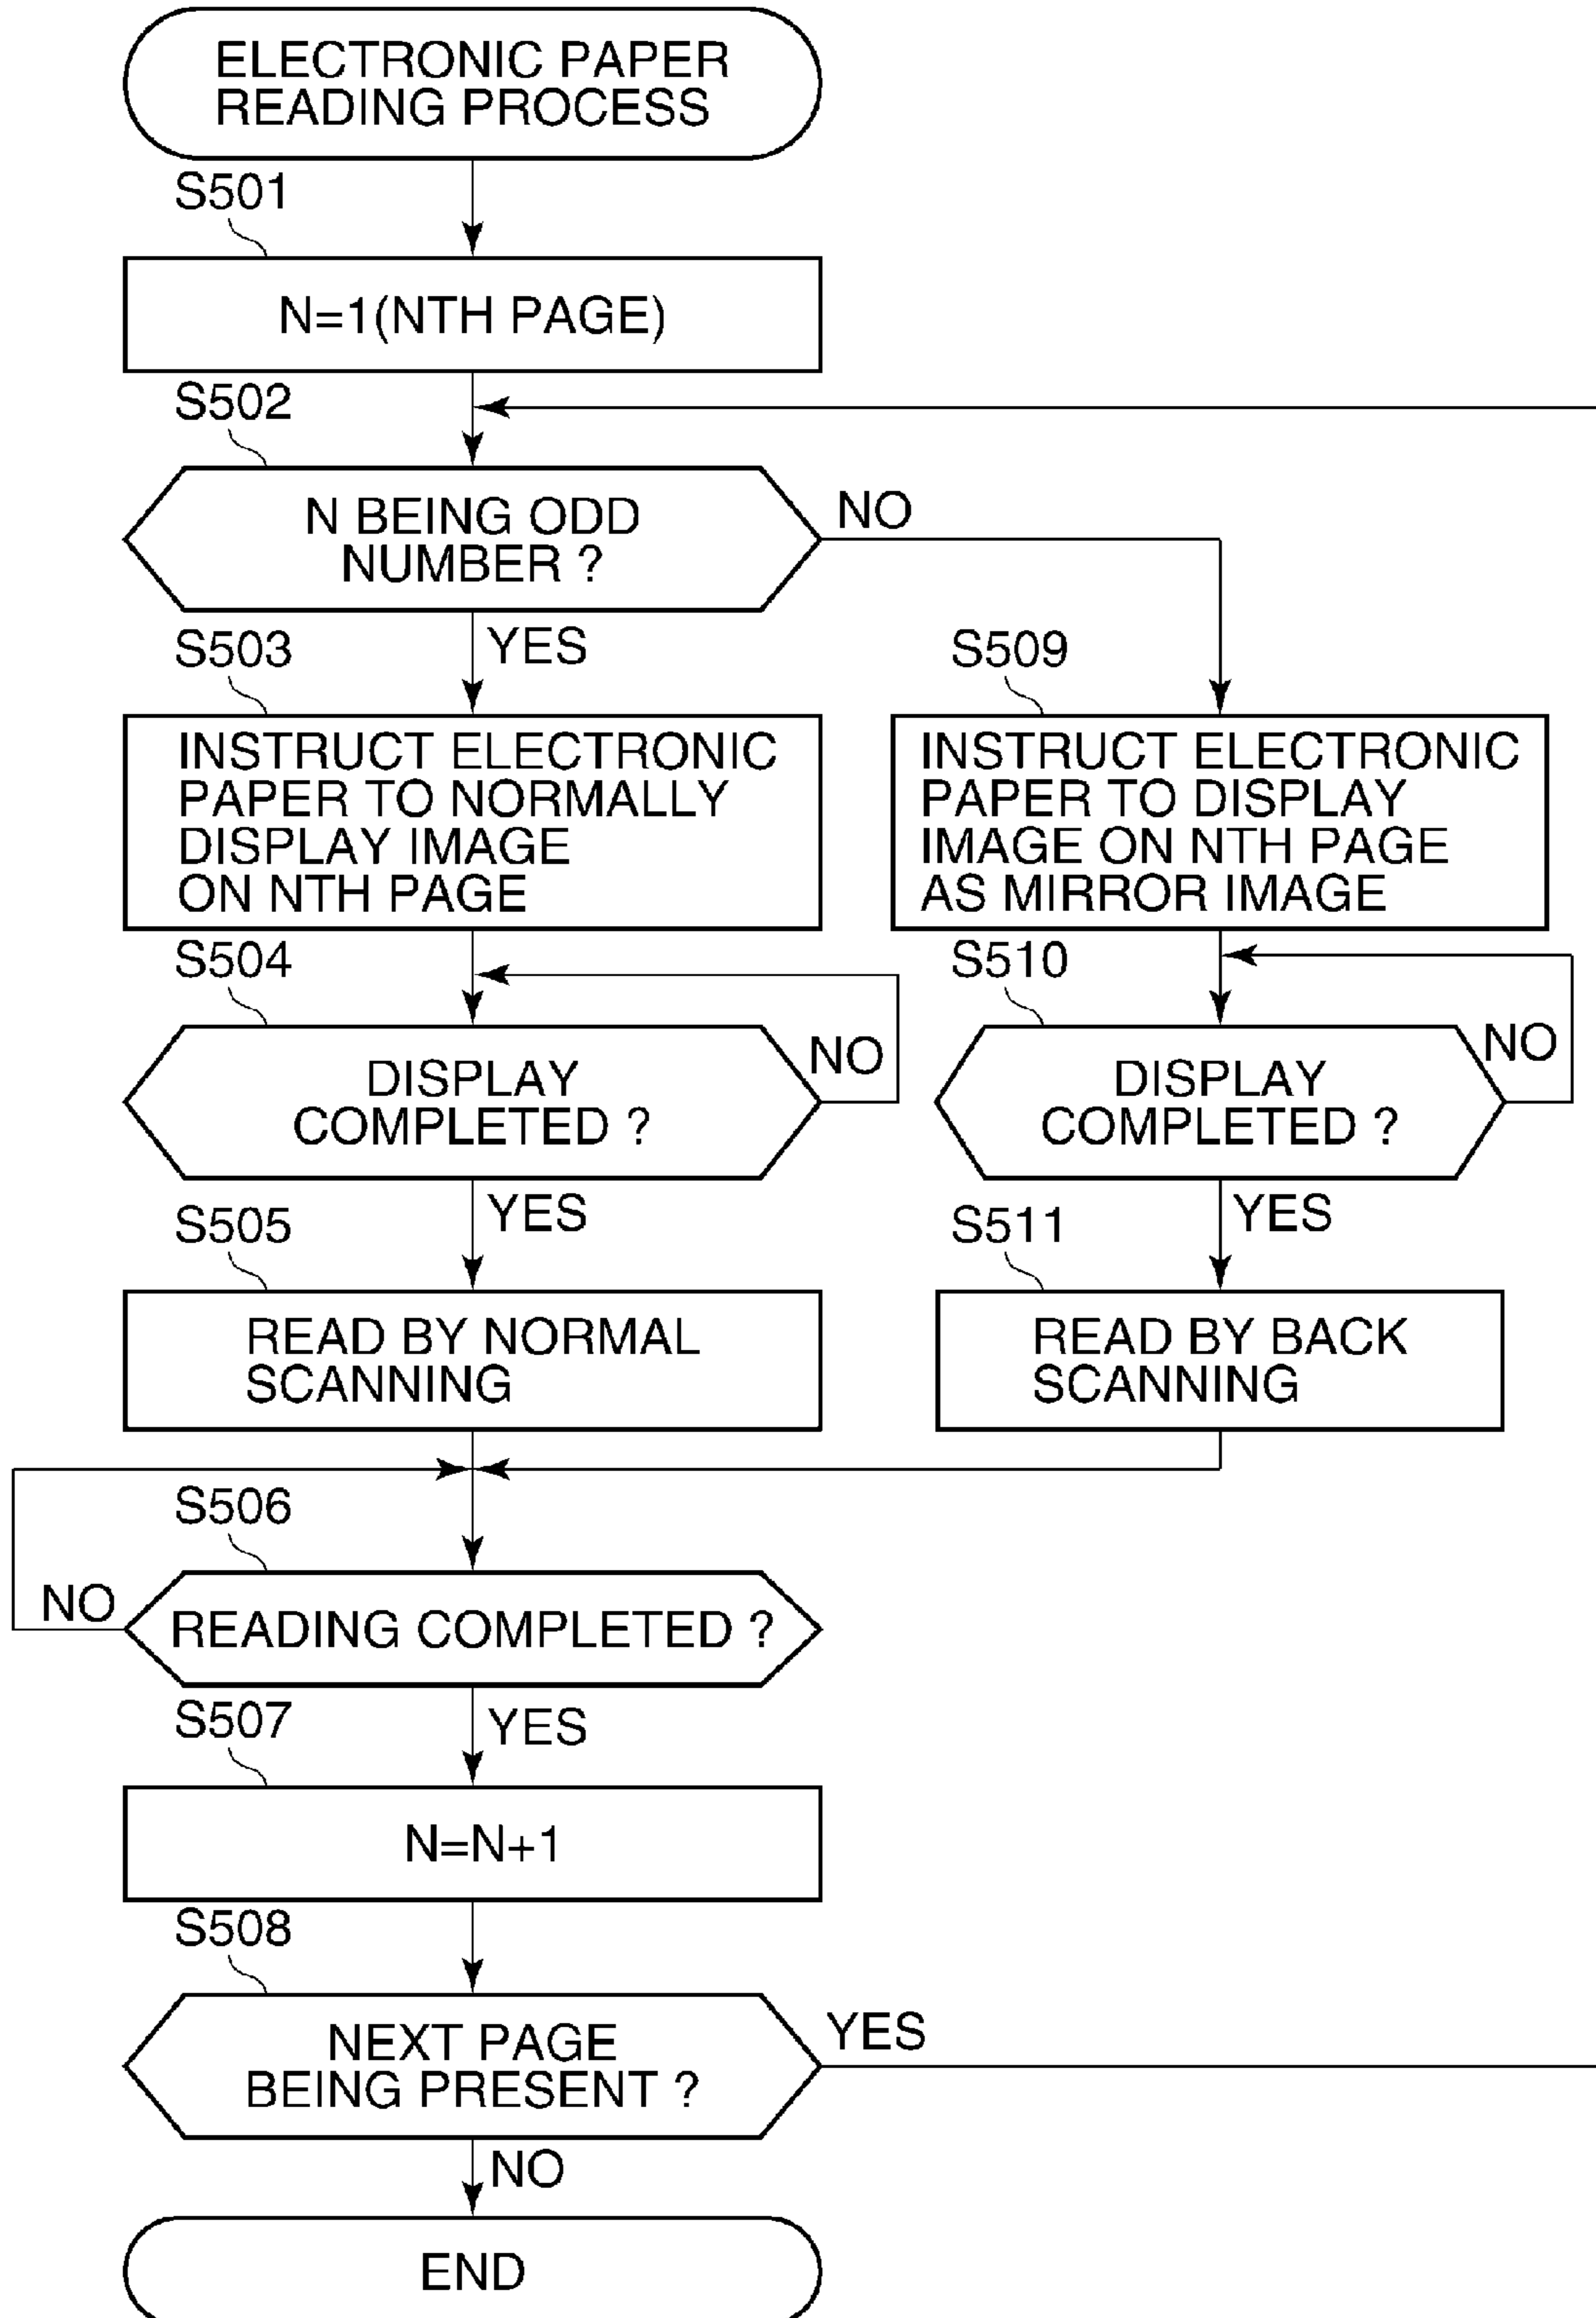 ELECTRONIC PAPER
READING PROCESS
S501
N=1(NTH PAGE)
S502
N BEING ODD
NUMBER ?
NO
YES
S503
INSTRUCT ELECTRONIC
PAPER TO NORMALLY
DISPLAY IMAGE
ON NTH PAGE
S509
INSTRUCT ELECTRONIC
PAPER TO DISPLAY
IMAGE ON NTH PAGE
AS MIRROR IMAGE
S504
DISPLAY
COMPLETED ?
NO
YES
S510
DISPLAY
COMPLETED ?
NO
YES
S505
READ BY NORMAL
SCANNING
S511
READ BY BACK
SCANNING
S506
READING COMPLETED ?
NO
YES
S507
N=N+1
S508
NEXT PAGE
BEING PRESENT ?
YES
NO
END